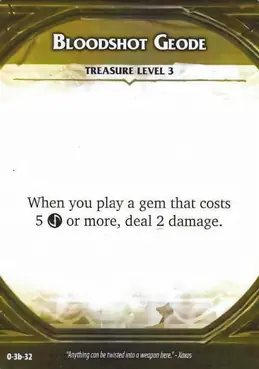 Bloodshot Geode
TREASURE LEVEL 3
When you play a gem that costs
5 or more, deal 2 damage.
0-3b-32
"Anything can be twisted into a weapon here." - Xaxos